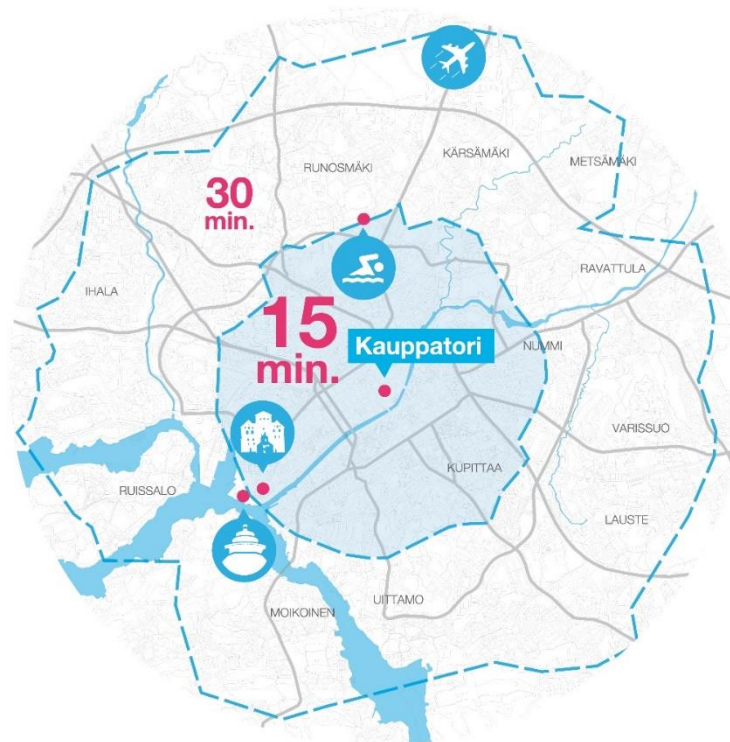 RUNOSMÄKI
KÄRSÄMÄKI
METSÄMÄKI
30
min.
RAVATTULA
IHALA
15
min.
Kauppatori
NUMMI
VARISSUO
KUPITTAA
RUISSALO
LAUSTE
UITTAMO
MOIKOINEN